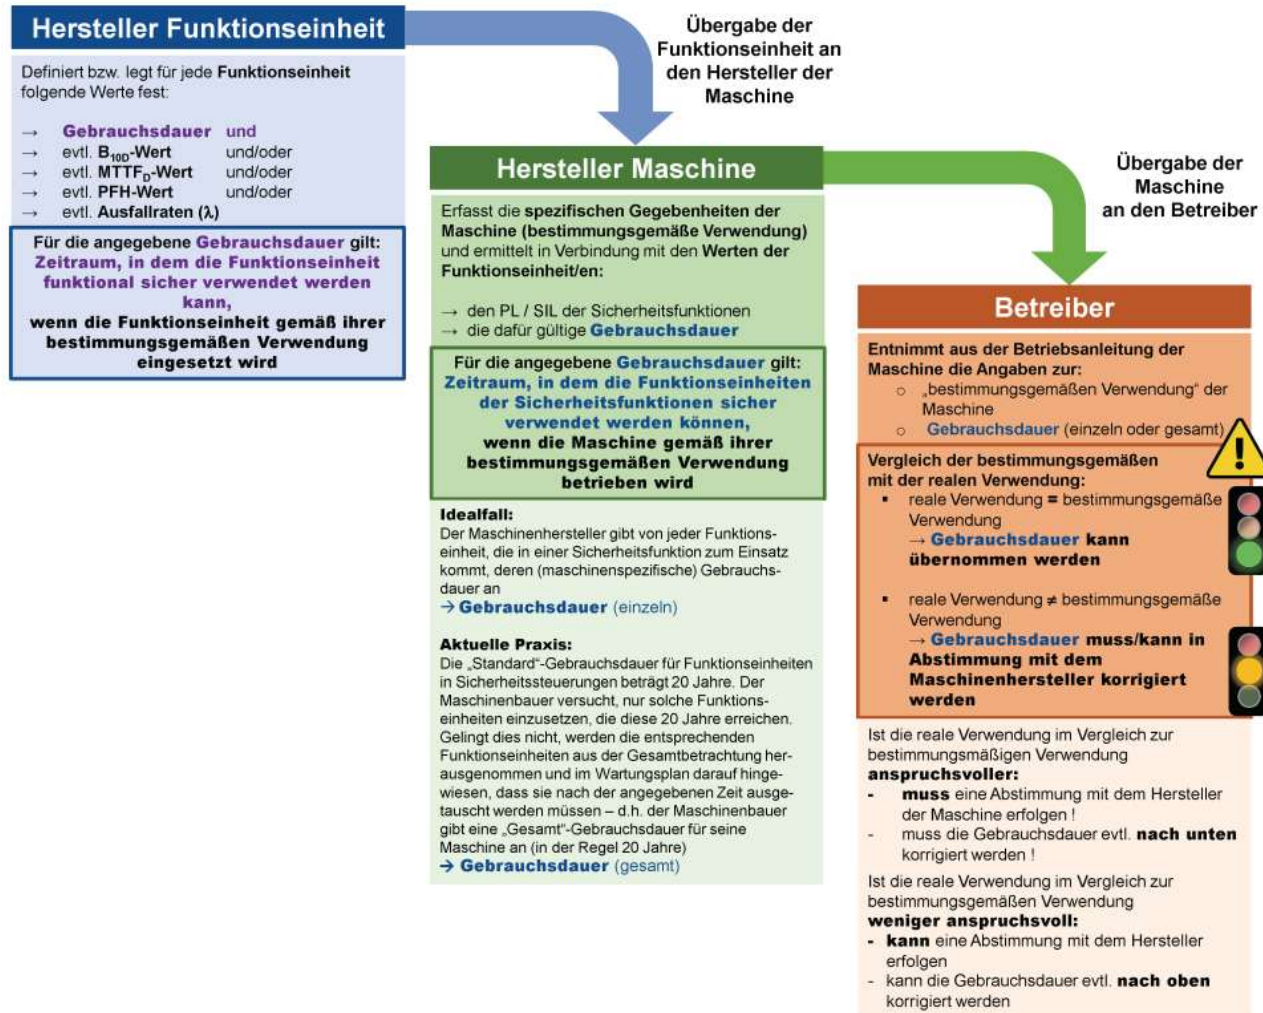 Hersteller Funktionseinheit
Definiert bzw. legt für jede Funktionseinheit
folgende Werte fest:
→ Gebrauchsdauer und
→ evtl. B10D-Wert und/oder
→ evtl. MTTFD-Wert und/oder
→ evtl. PFH-Wert und/oder
→ evtl. Ausfallraten (λ)
Für die angegebene Gebrauchsdauer gilt:
Zeitraum, in dem die Funktionseinheit
funktional sicher verwendet werden
kann,
wenn die Funktionseinheit gemäß ihrer
bestimmungsgemäßen Verwendung
eingesetzt wird
Übergabe der
Funktionseinheit an
den Hersteller der
Maschine
Hersteller Maschine
Erfasst die spezifischen Gegebenheiten der
Maschine (bestimmungsgemäße Verwendung)
und ermittelt in Verbindung mit den Werten der
Funktionseinheit/en:
→ den PL / SIL der Sicherheitsfunktionen
→ die dafür gültige Gebrauchsdauer
Für die angegebene Gebrauchsdauer gilt:
Zeitraum, in dem die Funktionseinheiten
der Sicherheitsfunktionen sicher
verwendet werden können,
wenn die Maschine gemäß ihrer
bestimmungsgemäßen Verwendung
betrieben wird
Idealfall:
Der Maschinenhersteller gibt von jeder Funktions-
einheit, die in einer Sicherheitsfunktion zum Einsatz
kommt, deren (maschinenspezifische) Gebrauchs-
dauer an
→ Gebrauchsdauer (einzeln)
Aktuelle Praxis:
Die „Standard“-Gebrauchsdauer für Funktionseinheiten
in Sicherheitssteuerungen beträgt 20 Jahre. Der
Maschinenbauer versucht, nur solche Funktions-
einheiten einzusetzen, die diese 20 Jahre erreichen.
Gelingt dies nicht, werden die entsprechenden
Funktionseinheiten aus der Gesamtbetrachtung her-
ausgenommen und im Wartungsplan darauf hinge-
wiesen, dass sie nach der angegebenen Zeit ausge-
tauscht werden müssen – d.h. der Maschinenbauer
gibt eine „Gesamt“-Gebrauchsdauer für seine
Maschine an (in der Regel 20 Jahre)
→ Gebrauchsdauer (gesamt)
Übergabe der
Maschine
an den Betreiber
Betreiber
Entnimmt aus der Betriebsanleitung der
Maschine die Angaben zur:
o „bestimmungsgemäßen Verwendung“ der
Maschine
o Gebrauchsdauer (einzeln oder gesamt)
!
Vergleich der bestimmungsgemäßen
mit der realen Verwendung:
▪ reale Verwendung = bestimmungsgemäße
Verwendung
→ Gebrauchsdauer kann
übernommen werden
▪ reale Verwendung ≠ bestimmungsgemäße
Verwendung
→ Gebrauchsdauer muss/kann in
Abstimmung mit dem
Maschinenhersteller korrigiert
werden
Ist die reale Verwendung im Vergleich zur
bestimmungsmäßigen Verwendung
anspruchsvoller:
- muss eine Abstimmung mit dem Hersteller
der Maschine erfolgen !
- muss die Gebrauchsdauer evtl. nach unten
korrigiert werden !
Ist die reale Verwendung im Vergleich zur
bestimmungsgemäßen Verwendung
weniger anspruchsvoll:
- kann eine Abstimmung mit dem Hersteller
erfolgen
- kann die Gebrauchsdauer evtl. nach oben
korrigiert werden